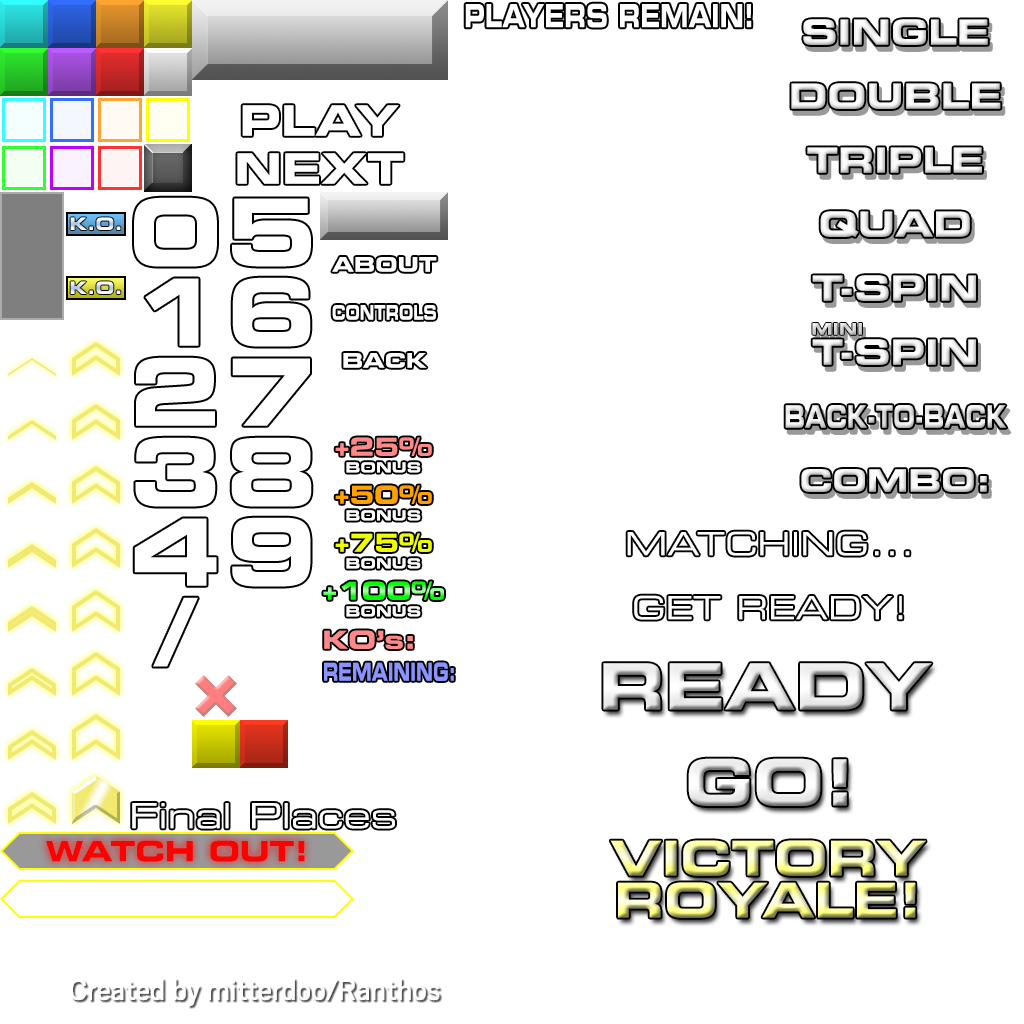 PLAYERS REMAIN!
SINGLE
DOUBLE
TRIPLE
QUAD
T-SPIN
MINI
T-SPIN
BACK-TO-BACK
COMBO:
PLAY
NEXT
K.O.
K.O.
0 5
1 6
2 7
3 8
4 9
/
ABOUT
CONTROLS
BACK
+25%
BONUS
+50%
BONUS
+75%
BONUS
+100%
BONUS
KO's:
REMAINING:
MATCHING...
GET READY!
READY
GO!
VICTORY
ROYALE!
Final Places
WATCH OUT!
Created by mitterdoo/Ranthos